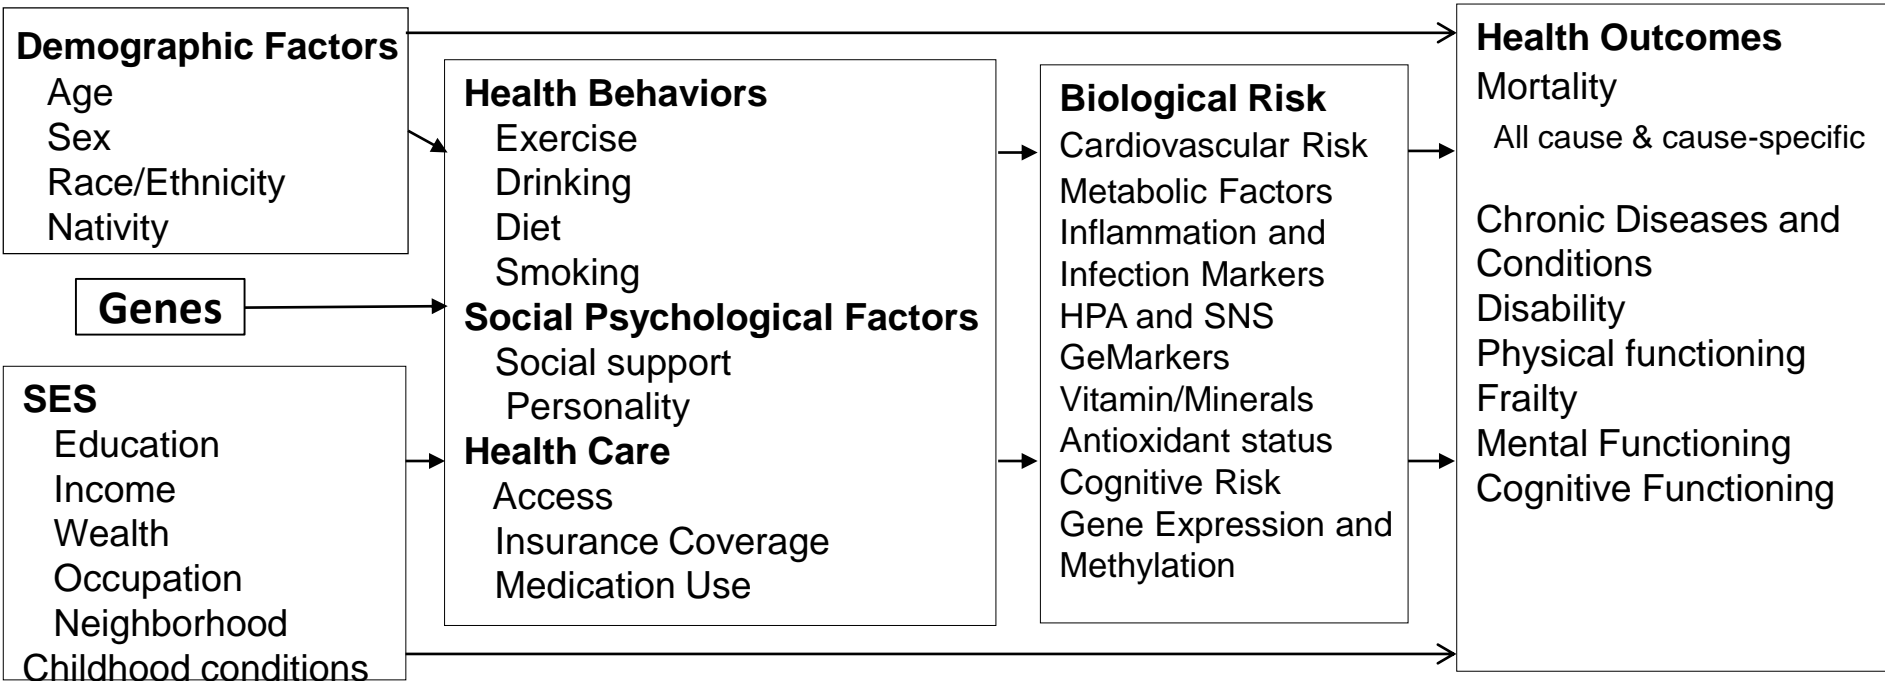 Demographic Factors
Age
Sex
Race/Ethnicity
Nativity
Genes
SES
Education
Income
Wealth
Occupation
Neighborhood
Childhood conditions
Health Behaviors
Exercise
Drinking
Diet
Smoking
Social Psychological Factors
Social support
Personality
Health Care
Access
Insurance Coverage
Medication Use
Biological Risk
Cardiovascular Risk
Metabolic Factors
Inflammation and
Infection Markers
HPA and SNS
GeMarkers
Vitamin/Minerals
Antioxidant status
Cognitive Risk
Gene Expression and
Methylation
Health Outcomes
Mortality
All cause & cause-specific
Chronic Diseases and
Conditions
Disability
Physical functioning
Frailty
Mental Functioning
Cognitive Functioning